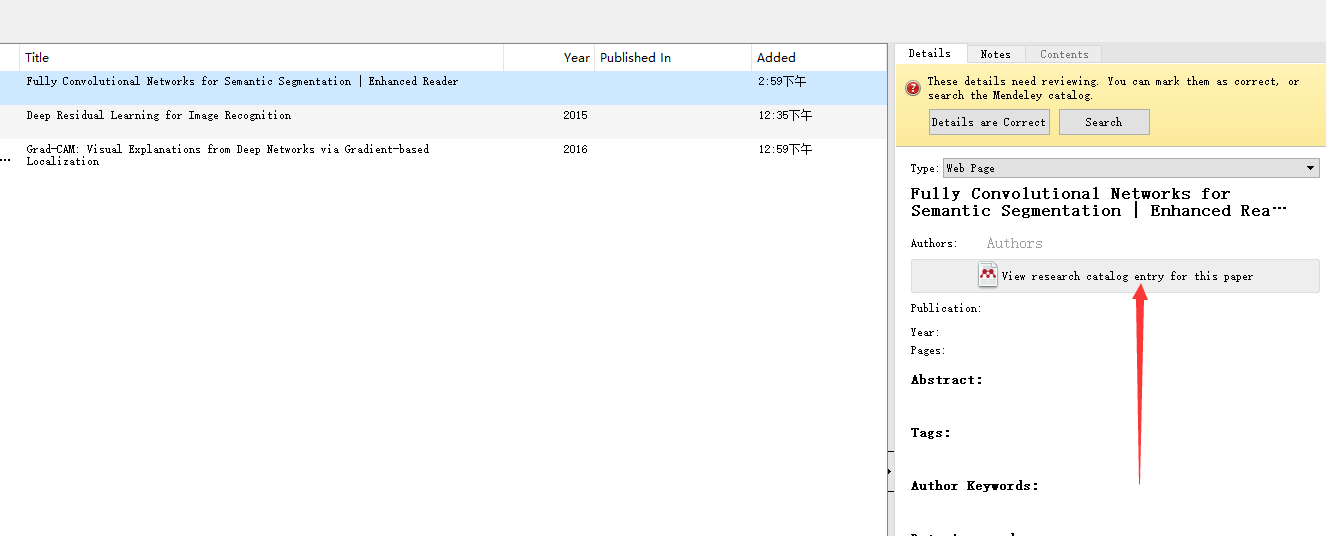 Title Year Published In Added
Fully Convolutional Networks for Semantic Segmentation | Enhanced Reader 2:59下午
Deep Residual Learning for Image Recognition 2015 12:35下午
Grad-CAM: Visual Explanations from Deep Networks via Gradient-based 2016 12:59下午
Localization
...
Details Notes Contents
These details need reviewing. You can mark them as correct, or
search the Mendeley catalog.
Details are Correct Search
Type: Web Page
Fully Convolutional Networks for
Semantic Segmentation | Enhanced Rea...
Authors: Authors
View research catalog entry for this paper
Publication:
Year:
Pages:
Abstract:
Tags:
Author Keywords: